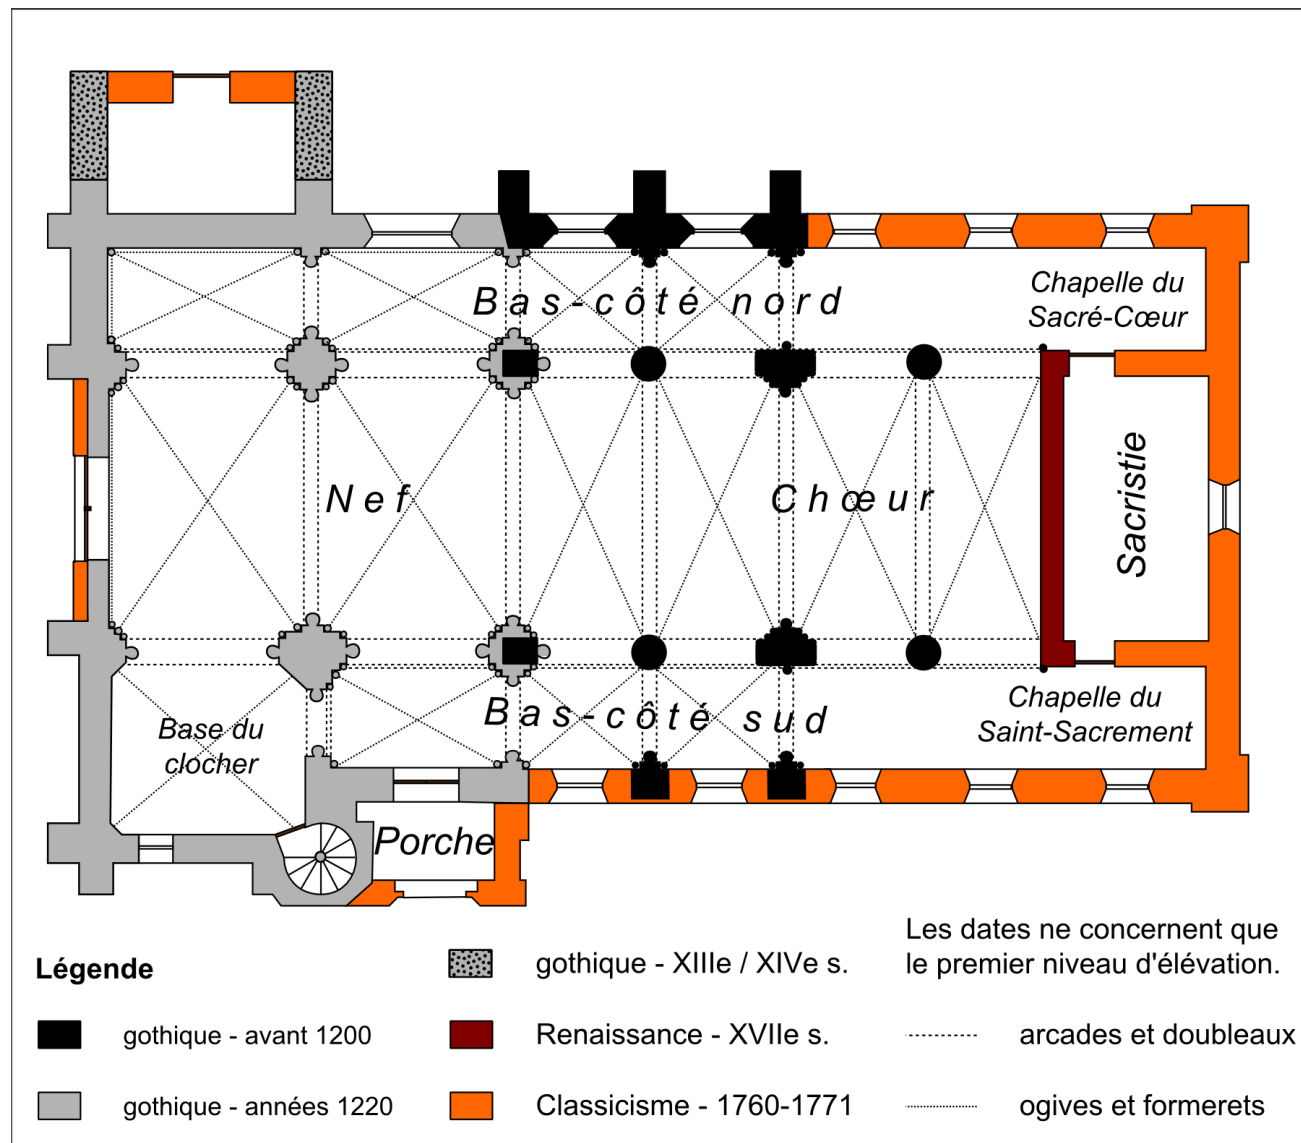 Bas-côté nord
Chapelle du
Sacré-Cœur
Nef
Chœur
Sacristie
Bas-côté sud
Chapelle du
Saint-Sacrement
Base du
clocher
Porche
Légende
gothique - avant 1200
gothique - années 1220
gothique - XIIIe / XIVe s.
Renaissance - XVIIe s.
Classicisme - 1760-1771
Les dates ne concernent que
le premier niveau d'élévation.
arcades et doubleaux
ogives et formerets